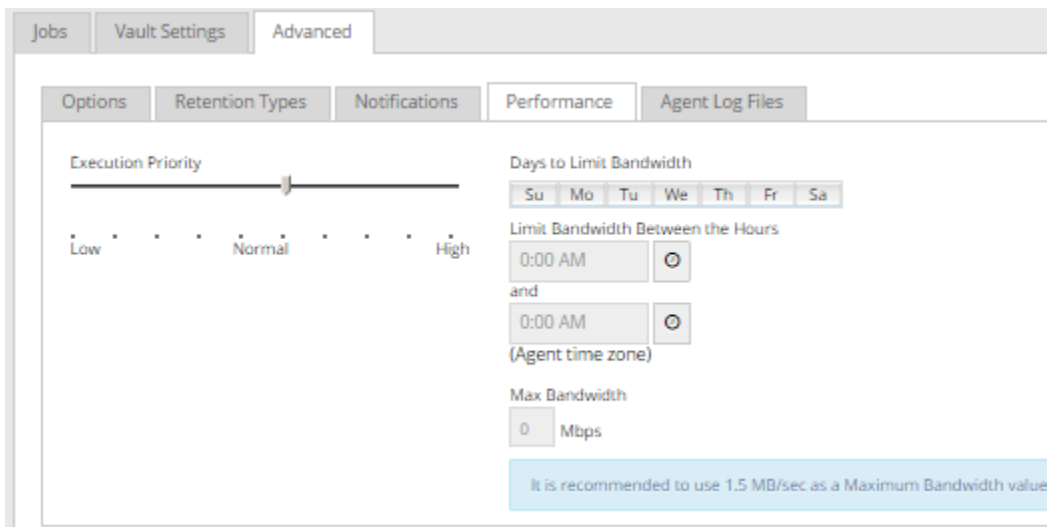 Jobs Vault Settings Advanced
Options Retention Types Notifications Performance Agent Log Files
Execution Priority
Low Normal High
Days to Limit Bandwidth
Su Mo Tu We Th Fr Sa
Limit Bandwidth Between the Hours
0:00 AM
and
0:00 AM
(Agent time zone)
Max Bandwidth
0 Mbps
It is recommended to use 1.5 MB/sec as a Maximum Bandwidth value